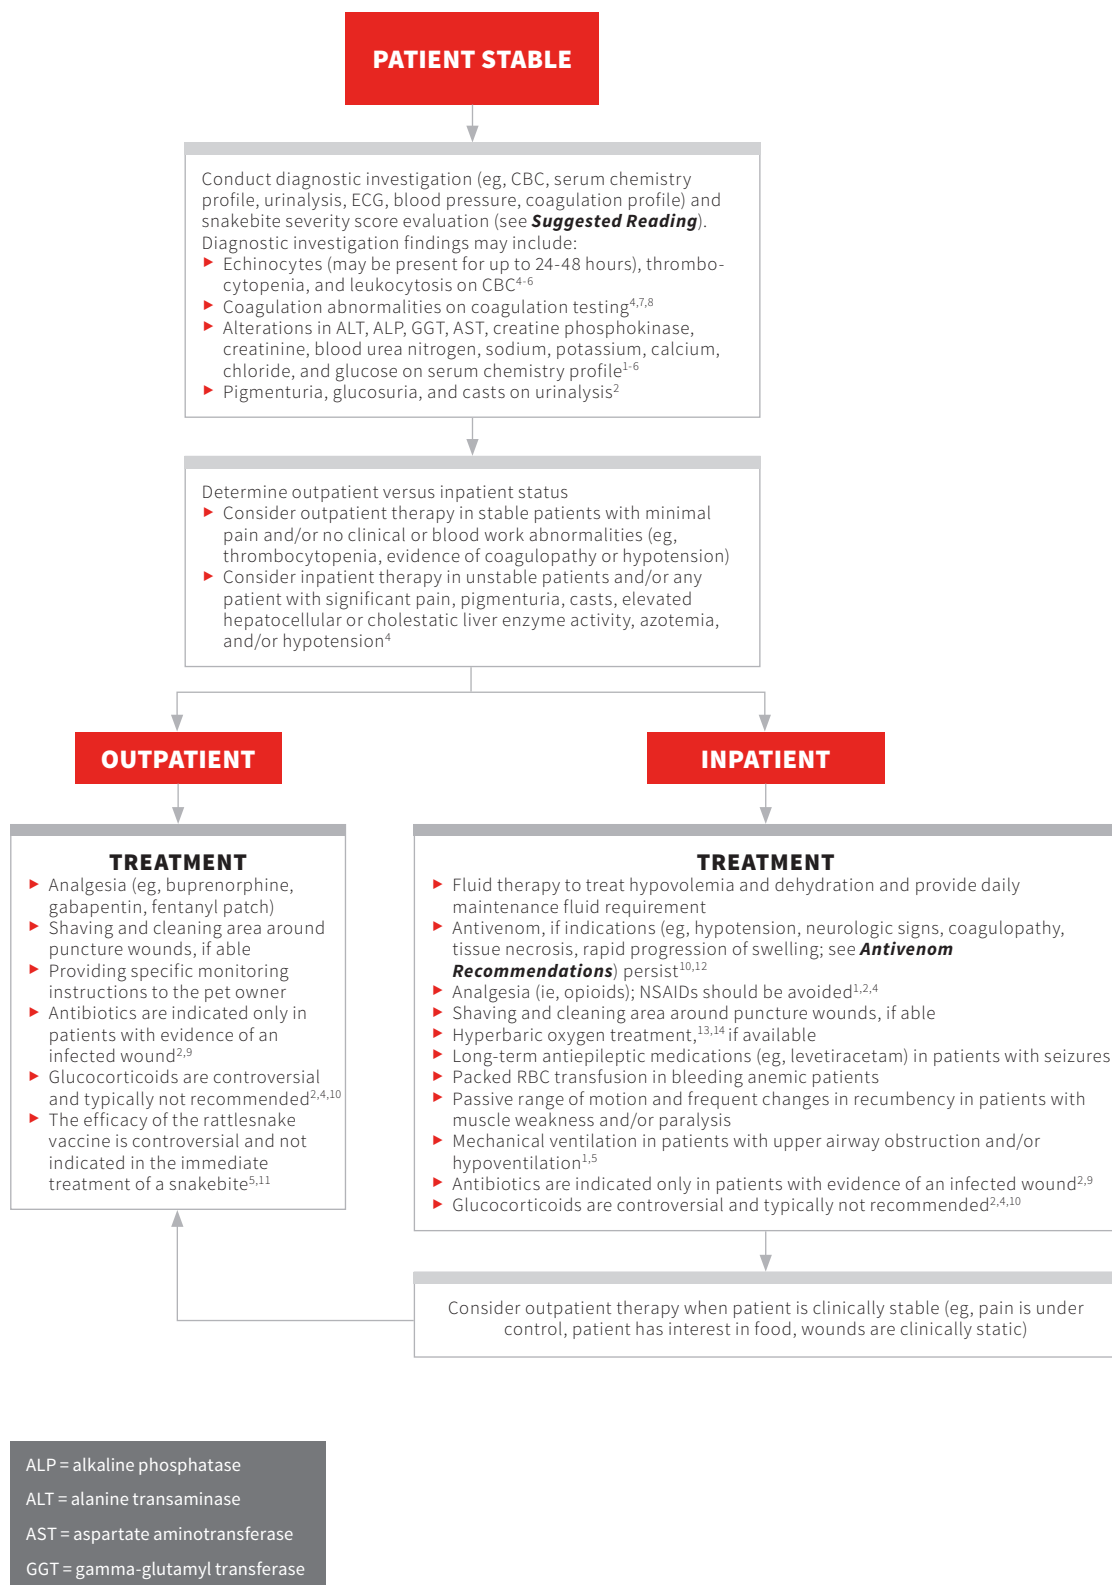 PATIENT STABLE
Conduct diagnostic investigation (eg, CBC, serum chemistry
profile, urinalysis, ECG, blood pressure, coagulation profile) and
snakebite severity score evaluation (see Suggested Reading).
Diagnostic investigation findings may include:
► Echinocytes (may be present for up to 24-48 hours), thrombo-
cytopenia, and leukocytosis on CBC4-6
► Coagulation abnormalities on coagulation testing4,7,8
► Alterations in ALT, ALP, GGT, AST, creatine phosphokinase,
creatinine, blood urea nitrogen, sodium, potassium, calcium,
chloride, and glucose on serum chemistry profile1-6
► Pigmenturia, glucosuria, and casts on urinalysis2
Determine outpatient versus inpatient status
► Consider outpatient therapy in stable patients with minimal
pain and/or no clinical or blood work abnormalities (eg,
thrombocytopenia, evidence of coagulopathy or hypotension)
► Consider inpatient therapy in unstable patients and/or any
patient with significant pain, pigmenturia, casts, elevated
hepatocellular or cholestatic liver enzyme activity, azotemia,
and/or hypotension4
OUTPATIENT
TREATMENT
► Analgesia (eg, buprenorphine,
gabapentin, fentanyl patch)
► Shaving and cleaning area around
puncture wounds, if able
► Providing specific monitoring
instructions to the pet owner
► Antibiotics are indicated only in
patients with evidence of an
infected wound2,9
► Glucocorticoids are controversial
and typically not recommended2,4,10
► The efficacy of the rattlesnake
vaccine is controversial and not
indicated in the immediate
treatment of a snakebite5,11
INPATIENT
TREATMENT
► Fluid therapy to treat hypovolemia and dehydration and provide daily
maintenance fluid requirement
► Antivenom, if indications (eg, hypotension, neurologic signs, coagulopathy,
tissue necrosis, rapid progression of swelling; see Antivenom
Recommendations) persist10,12
► Analgesia (ie, opioids); NSAIDs should be avoided1,2,4
► Shaving and cleaning area around puncture wounds, if able
► Hyperbaric oxygen treatment,13,14 if available
► Long-term antiepileptic medications (eg, levetiracetam) in patients with seizures
► Packed RBC transfusion in bleeding anemic patients
► Passive range of motion and frequent changes in recumbency in patients with
muscle weakness and/or paralysis
► Mechanical ventilation in patients with upper airway obstruction and/or
hypoventilation1,5
► Antibiotics are indicated only in patients with evidence of an infected wound2,9
► Glucocorticoids are controversial and typically not recommended2,4,10
Consider outpatient therapy when patient is clinically stable (eg, pain is under
control, patient has interest in food, wounds are clinically static)
ALP = alkaline phosphatase
ALT = alanine transaminase
AST = aspartate aminotransferase
GGT = gamma-glutamyl transferase